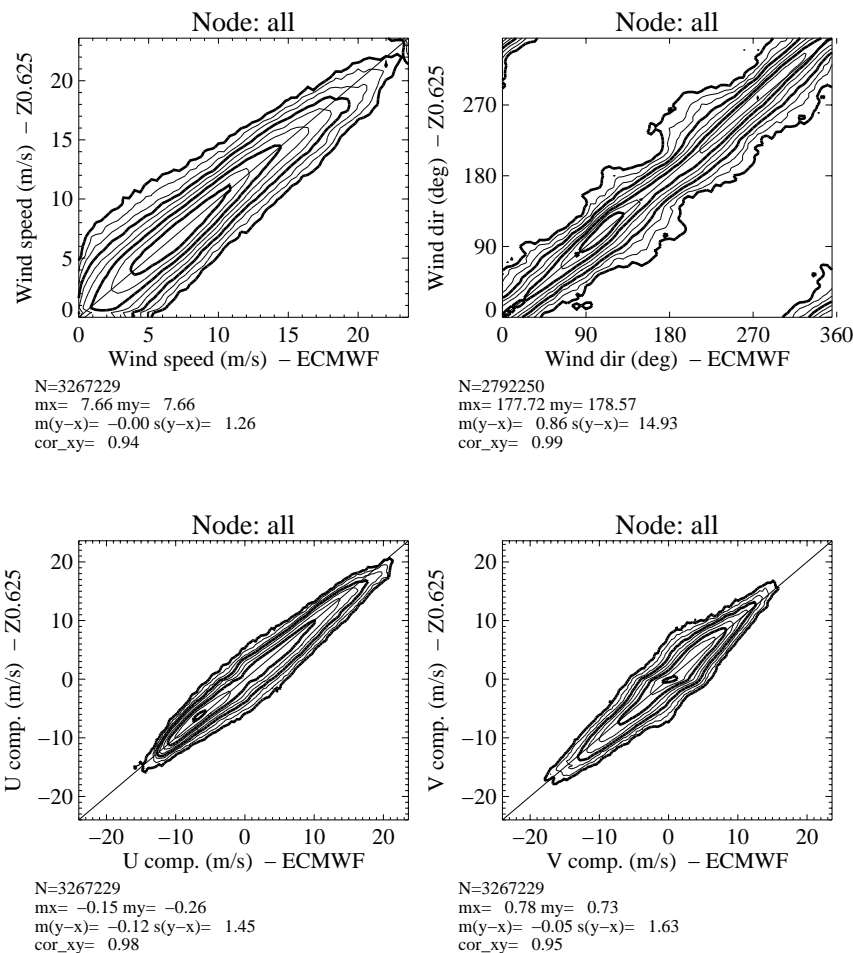 Node: all
Wind speed (m/s) − Z0.625
20
15
10
5
0
0 5 10 15 20
Wind speed (m/s) − ECMWF
N=3267229
mx= 7.66 my= 7.66
m(y−x)= −0.00 s(y−x)= 1.26
cor_xy= 0.94
Node: all
Wind dir (deg) − Z0.625
270
180
90
0
0 90 180 270 360
Wind dir (deg) − ECMWF
N=2792250
mx= 177.72 my= 178.57
m(y−x)= 0.86 s(y−x)= 14.93
cor_xy= 0.99
Node: all
U comp. (m/s) − Z0.625
20
10
0
−10
−20
−20 −10 0 10 20
U comp. (m/s) − ECMWF
N=3267229
mx= −0.15 my= −0.26
m(y−x)= −0.12 s(y−x)= 1.45
cor_xy= 0.98
Node: all
V comp. (m/s) − Z0.625
20
10
0
−10
−20
−20 −10 0 10 20
V comp. (m/s) − ECMWF
N=3267229
mx= 0.78 my= 0.73
m(y−x)= −0.05 s(y−x)= 1.63
cor_xy= 0.95